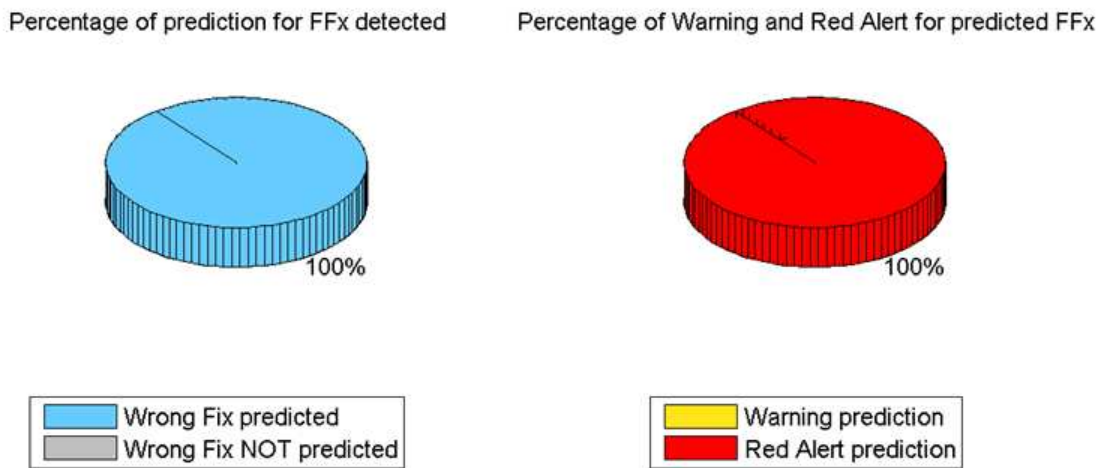 Percentage of prediction for FFx detected
Percentage of Warning and Red Alert for predicted FFx
100%
100%
Wrong Fix predicted
Wrong Fix NOT predicted
Warning prediction
Red Alert prediction